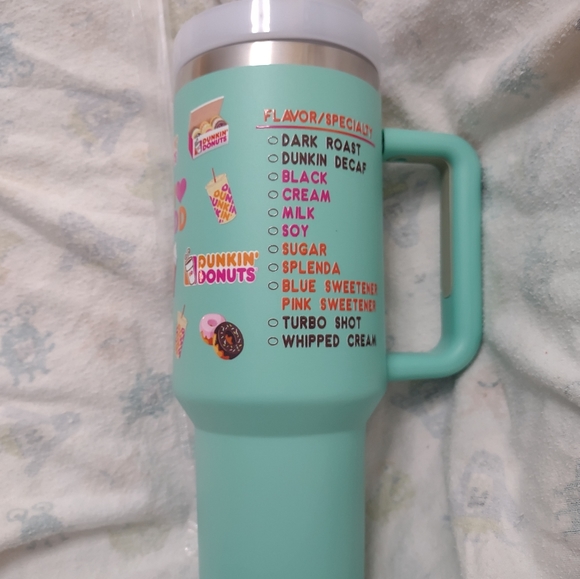 FLAVOR/SPECIALTY
DARK ROAST
DUNKIN DECAF
BLACK
CREAM
MILK
SOY
SUGAR
SPLENDA
BLUE SWEETENER
PINK SWEETENER
TURBO SHOT
WHIPPED CREAM
DUNKIN'
DONUTS
DUNKIN'
DONUTS
DUNKIN'